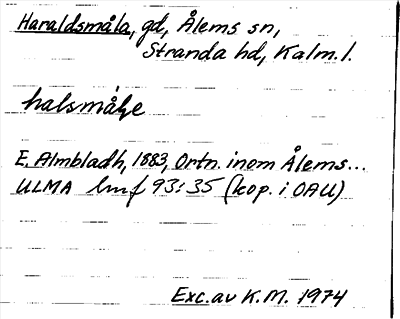 Haraldsmåla, gd, Ålems sn,
Stranda hd, Kalm. l.
halsmåḷe
E. Almbladh, 1883, Ortn. inom Ålems...
ULMA lmf 93:35 (kop. i OAU)
Exc. av K.M. 1974